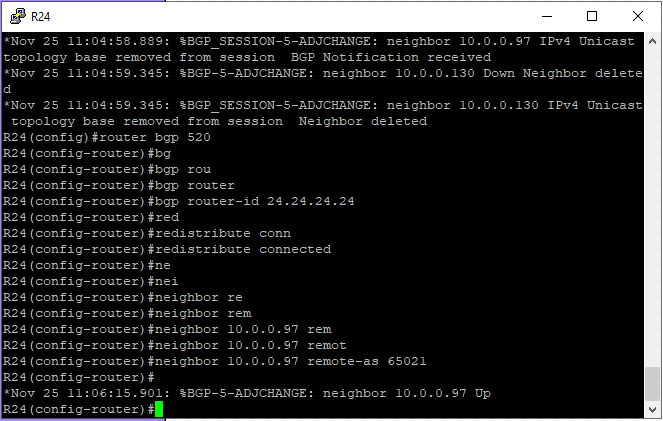 R24
*Nov 25 11:04:58.889: %BGP_SESSION-5-ADJCHANGE: neighbor 10.0.0.97 IPv4 Unicast
topology base removed from session  BGP Notification received
*Nov 25 11:04:59.345: %BGP-5-ADJCHANGE: neighbor 10.0.0.130 Down Neighbor delete
d
*Nov 25 11:04:59.345: %BGP_SESSION-5-ADJCHANGE: neighbor 10.0.0.130 IPv4 Unicast
 topology base removed from session  Neighbor deleted
R24(config)#router bgp 520
R24(config-router)#bg
R24(config-router)#bgp rou
R24(config-router)#bgp router
R24(config-router)#bgp router-id 24.24.24.24
R24(config-router)#red
R24(config-router)#redistribute conn
R24(config-router)#redistribute connected
R24(config-router)#ne
R24(config-router)#nei
R24(config-router)#neighbor re
R24(config-router)#neighbor rem
R24(config-router)#neighbor 10.0.0.97 rem
R24(config-router)#neighbor 10.0.0.97 remot
R24(config-router)#neighbor 10.0.0.97 remote-as 65021
R24(config-router)#
*Nov 25 11:06:15.901: %BGP-5-ADJCHANGE: neighbor 10.0.0.97 Up
R24(config-router)#